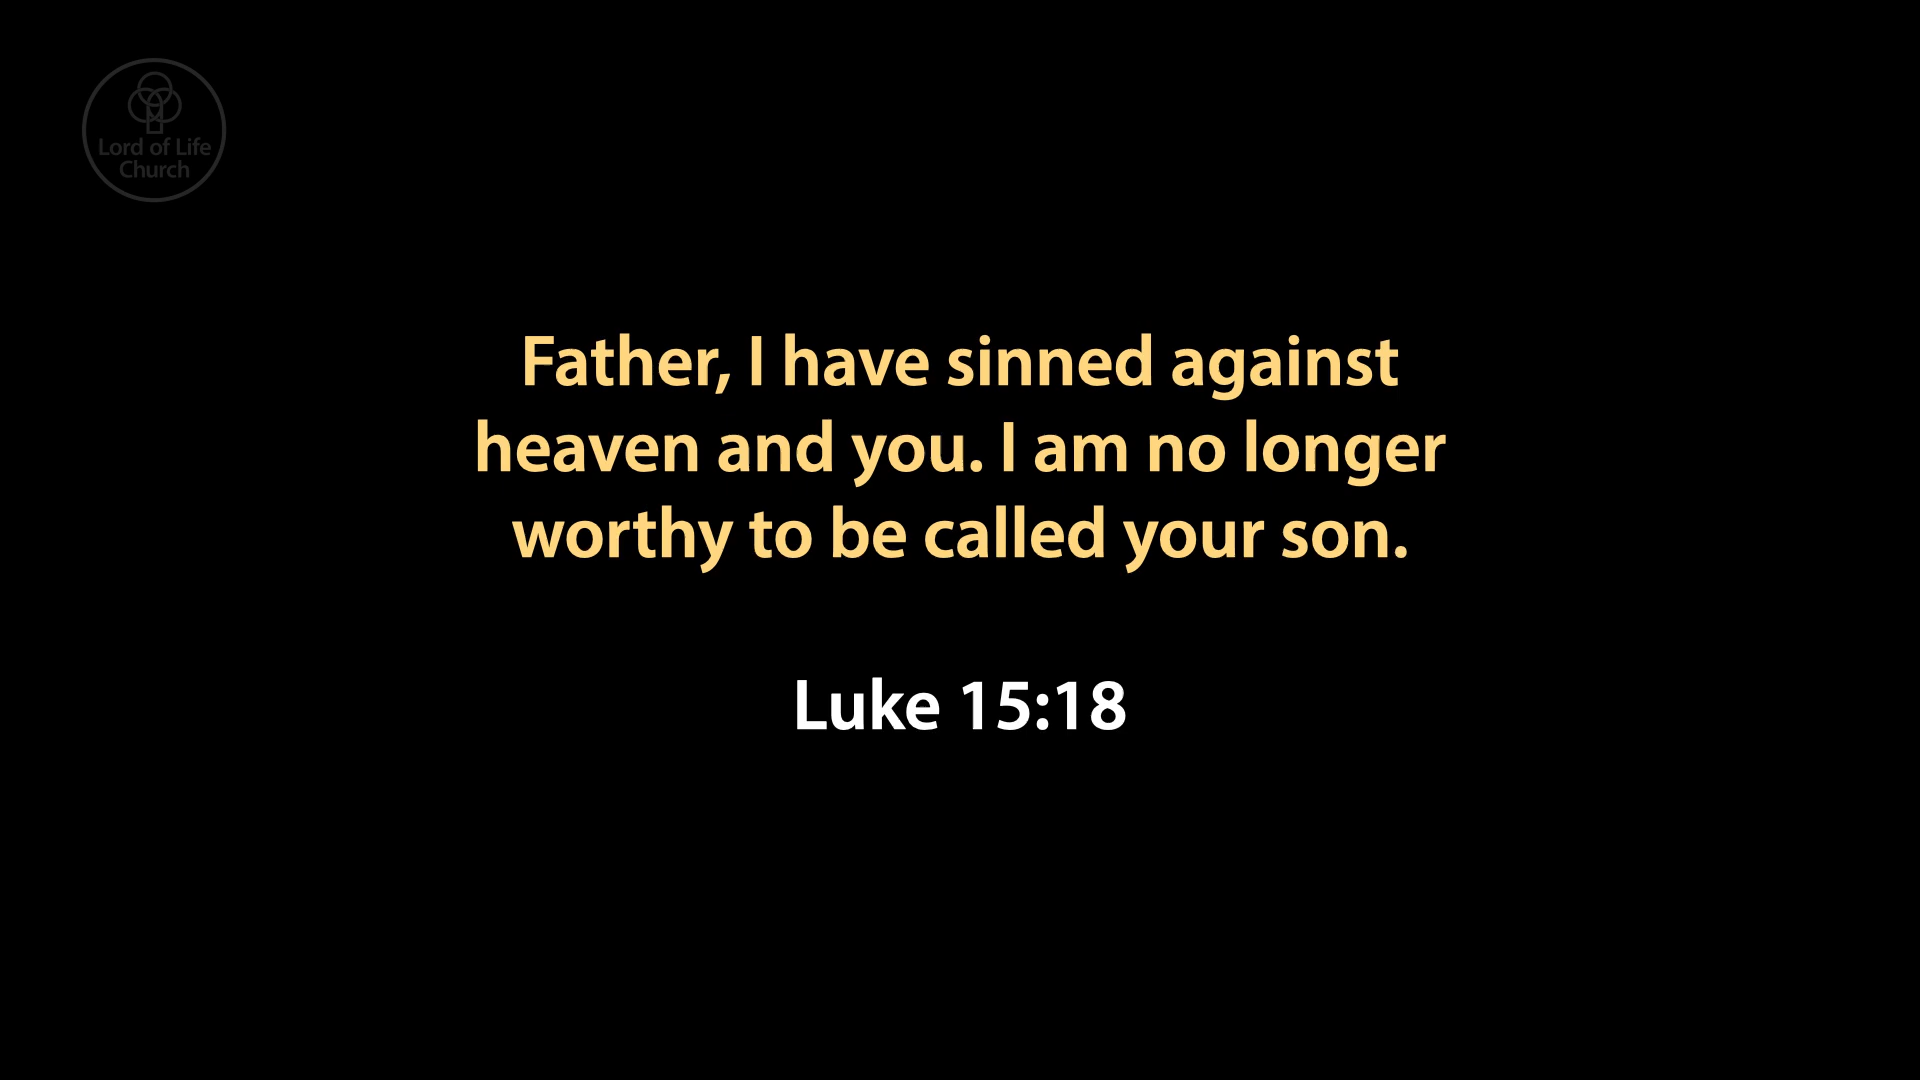 Lord of Life
Church
Father, I have sinned against
heaven and you. I am no longer
worthy to be called your son.
Luke 15:18